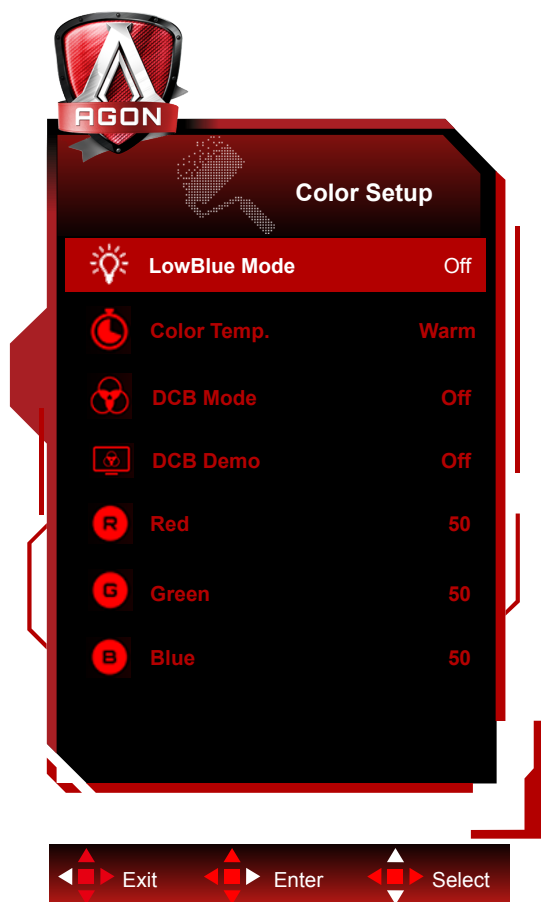 AGON
Color Setup
LowBlue Mode Off
Color Temp. Warm
DCB Mode Off
DCB Demo Off
R Red 50
G Green 50
B Blue 50
Exit Enter Select